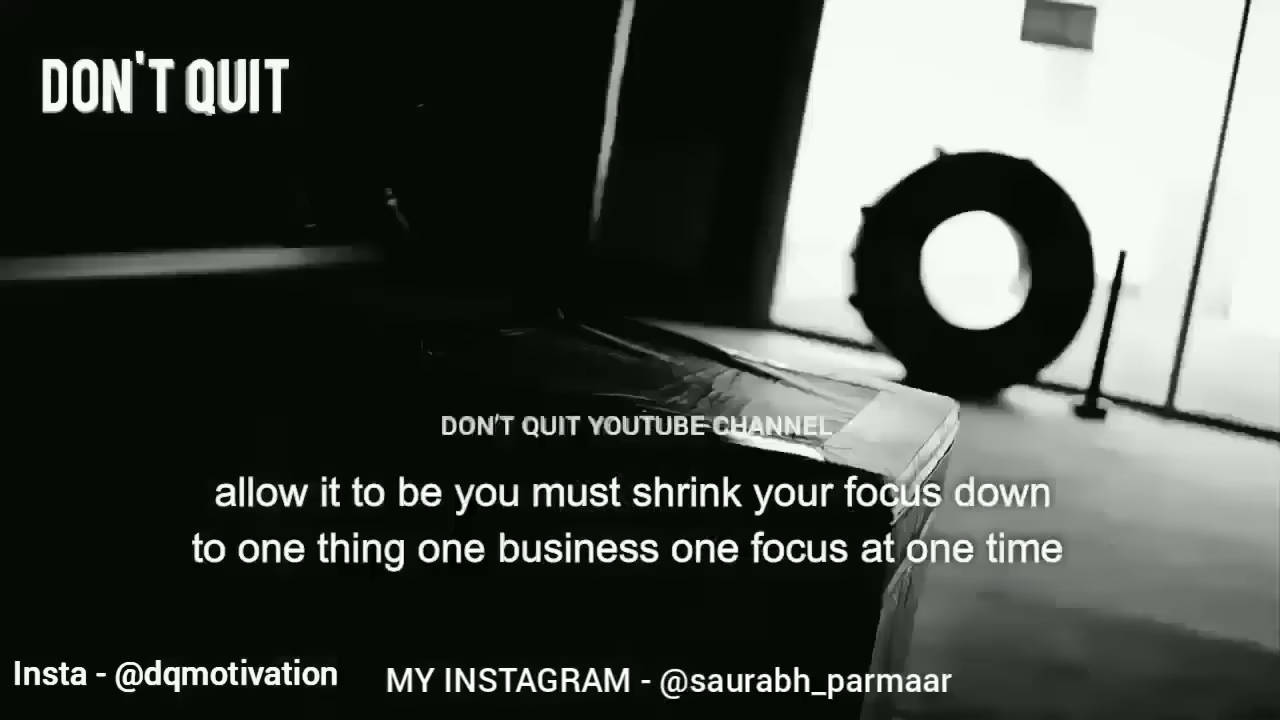 DON'T QUIT
DON'T QUIT YOUTUBE CHANNEL
allow it to be you must shrink your focus down
to one thing one business one focus at one time
Insta - @dqmotivation
MY INSTAGRAM - @saurabh_parmaar